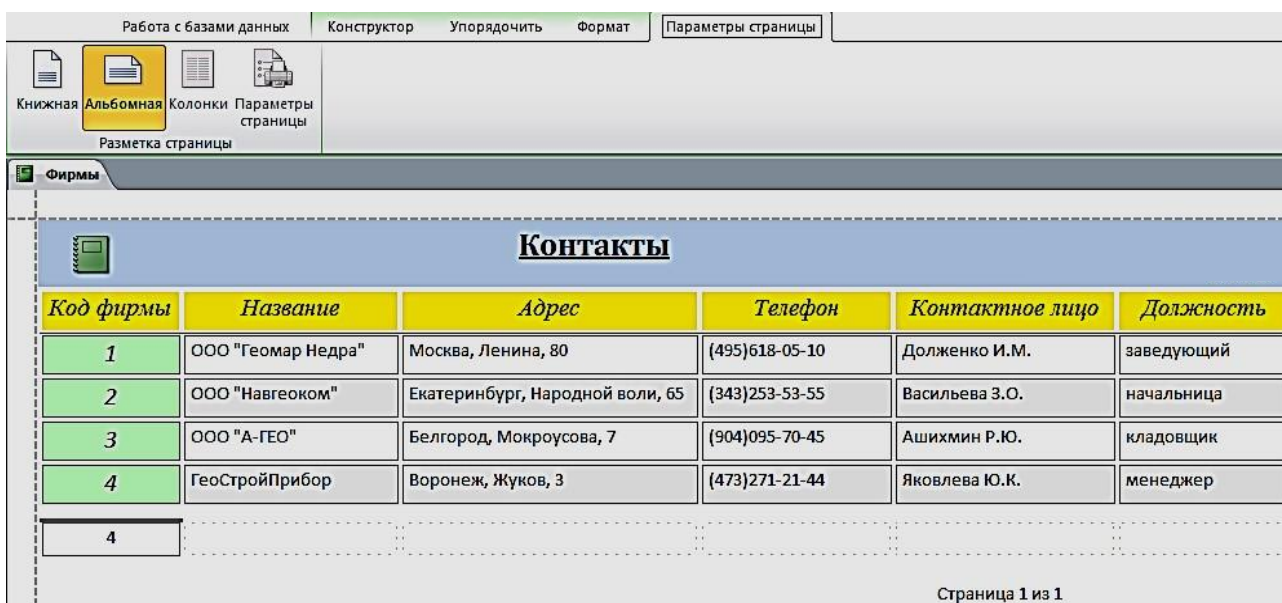 Работа с базами данных Конструктор Упорядочить Формат Параметры страницы
Книжная Альбомная Колонки Параметры страницы
Разметка страницы
Фирмы
Контакты
Код фирмы Название Адрес Телефон Контактное лицо Должность
1 ООО "Геомар Недра" Москва, Ленина, 80 (495)618-05-10 Долженко И.М. заведующий
2 ООО "Навгеоком" Екатеринбург, Народной воли, 65 (343)253-53-55 Васильева З.О. начальница
3 ООО "А-ГЕО" Белгород, Мокроусова, 7 (904)095-70-45 Ашихмин Р.Ю. кладовщик
4 ГеоСтройПрибор Воронеж, Жуков, 3 (473)271-21-44 Яковлева Ю.К. менеджер
4
Страница 1 из 1